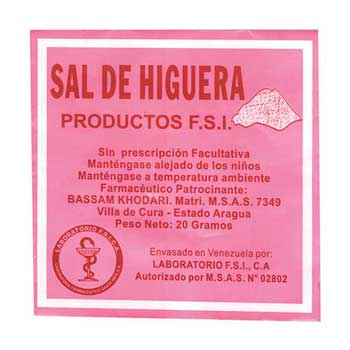 SAL DE HIGUERA
PRODUCTOS F.S.I.
Sin prescripción Facultativa
Manténgase alejado de los niños
Manténgase a temperatura ambiente
Farmacéutico Patrocinante:
BASSAM KHODARI. Matri. M.S.A.S. 7349
Villa de Cura - Estado Aragua
Peso Neto: 20 Gramos
LABORATORIO F.S.I. C.A
Envasado en Venezuela por:
LABORATORIO F.S.I., C.A
Autorizado por M.S.A.S. N° 02802